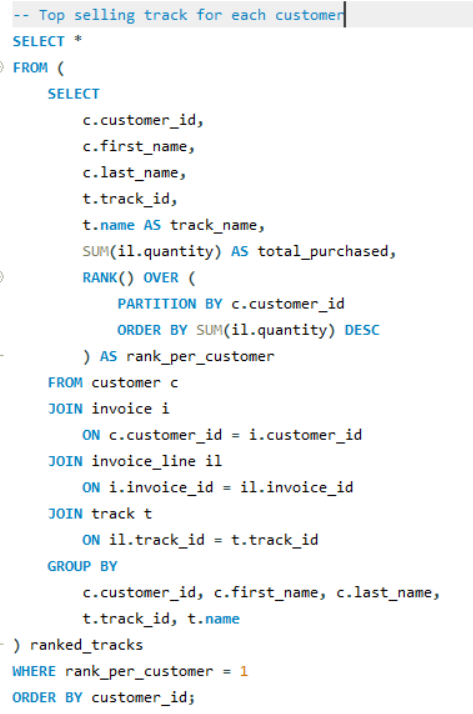 -- Top selling track for each customer
SELECT *
FROM (
    SELECT
        c.customer_id,
        c.first_name,
        c.last_name,
        t.track_id,
        t.name AS track_name,
        SUM(il.quantity) AS total_purchased,
        RANK() OVER (
            PARTITION BY c.customer_id
            ORDER BY SUM(il.quantity) DESC
        ) AS rank_per_customer
    FROM customer c
    JOIN invoice i
        ON c.customer_id = i.customer_id
    JOIN invoice_line il
        ON i.invoice_id = il.invoice_id
    JOIN track t
        ON il.track_id = t.track_id
    GROUP BY
        c.customer_id, c.first_name, c.last_name,
        t.track_id, t.name
) ranked_tracks
WHERE rank_per_customer = 1
ORDER BY customer_id;